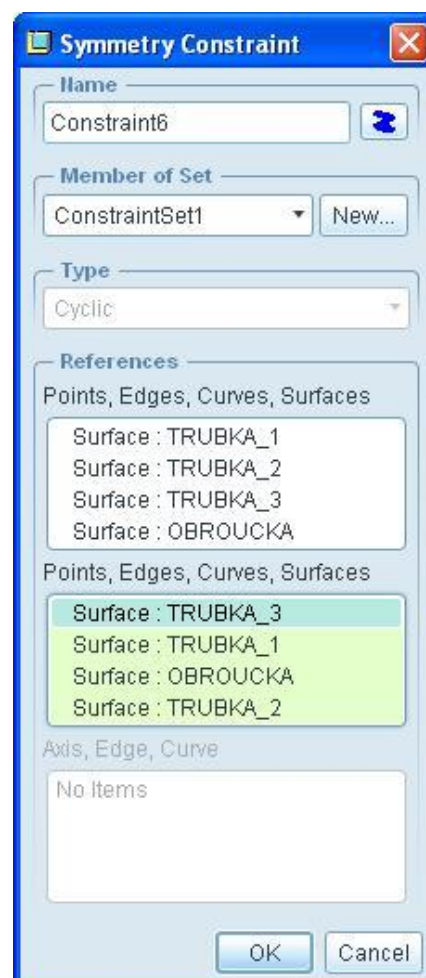 Symmetry Constraint
Name
Constraint6
Member of Set
ConstraintSet1 New...
Type
Cyclic
References
Points, Edges, Curves, Surfaces
Surface : TRUBKA_1
Surface : TRUBKA_2
Surface : TRUBKA_3
Surface : OBROUCKA
Points, Edges, Curves, Surfaces
Surface : TRUBKA_3
Surface : TRUBKA_1
Surface : OBROUCKA
Surface : TRUBKA_2
Axis, Edge, Curve
No Items
OK Cancel